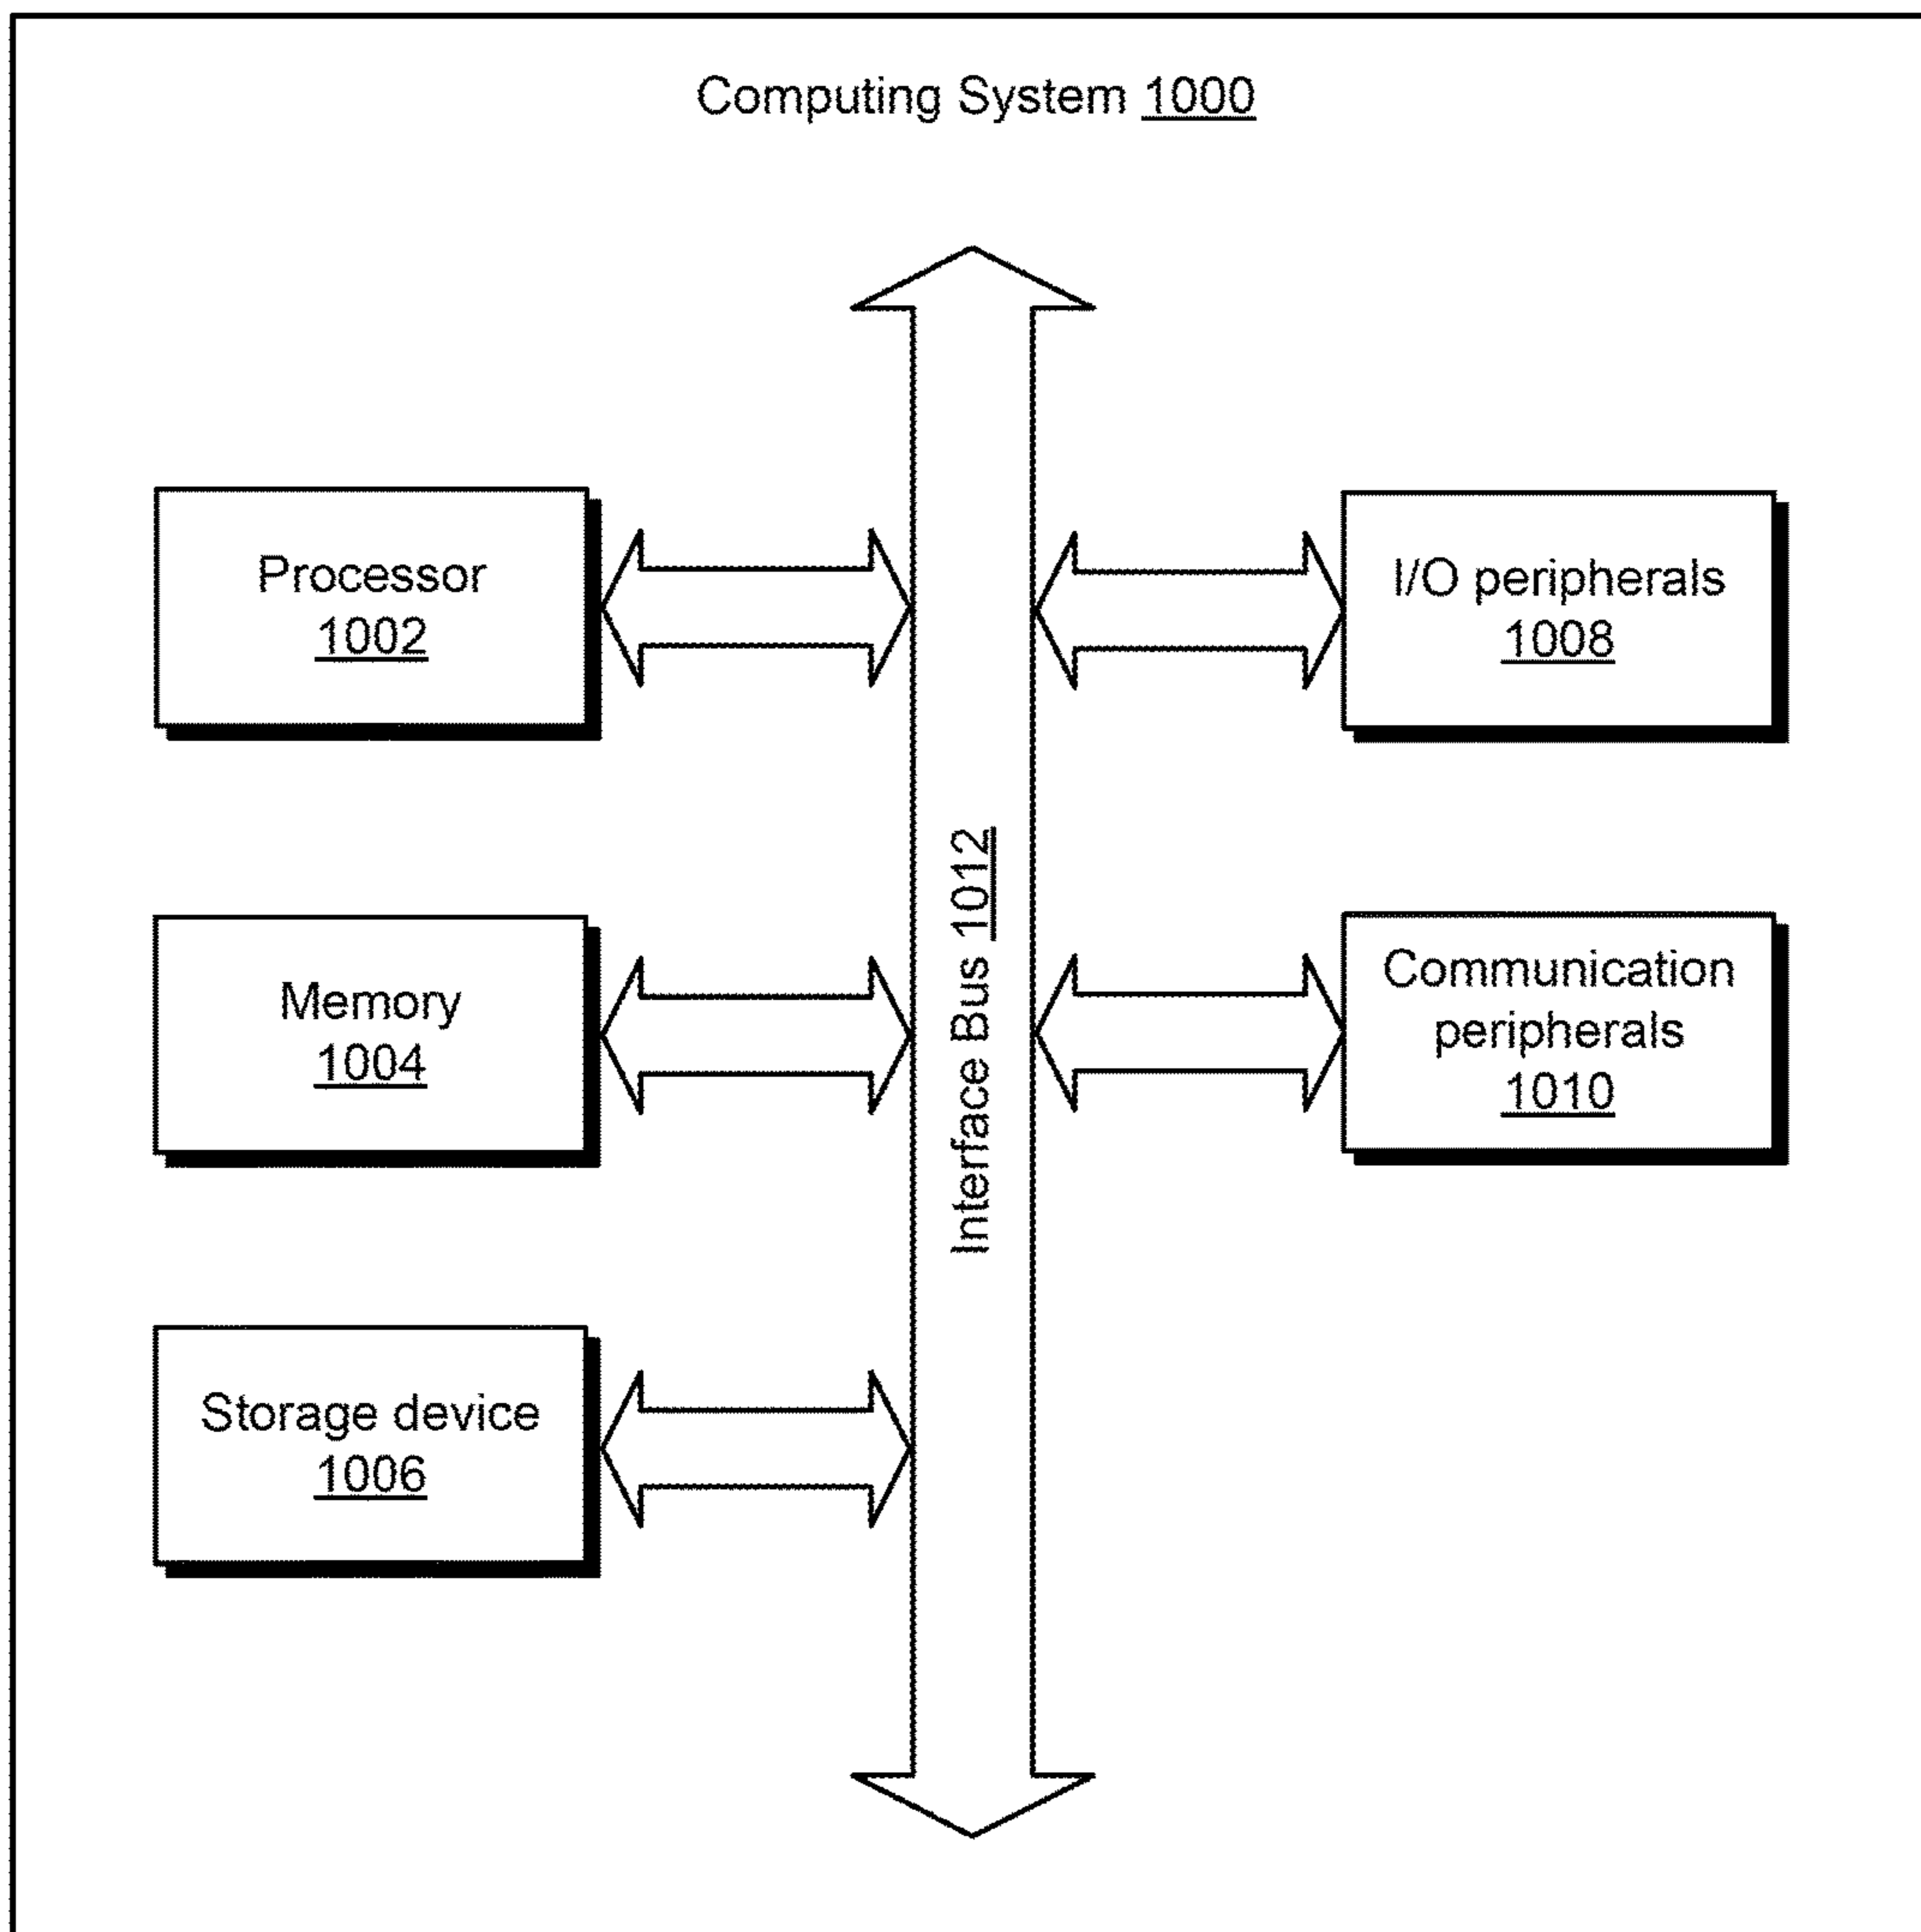 Computing System 1000
Processor
1002
I/O peripherals
1008
Interface Bus 1012
Memory
1004
Communication
peripherals
1010
Storage device
1006